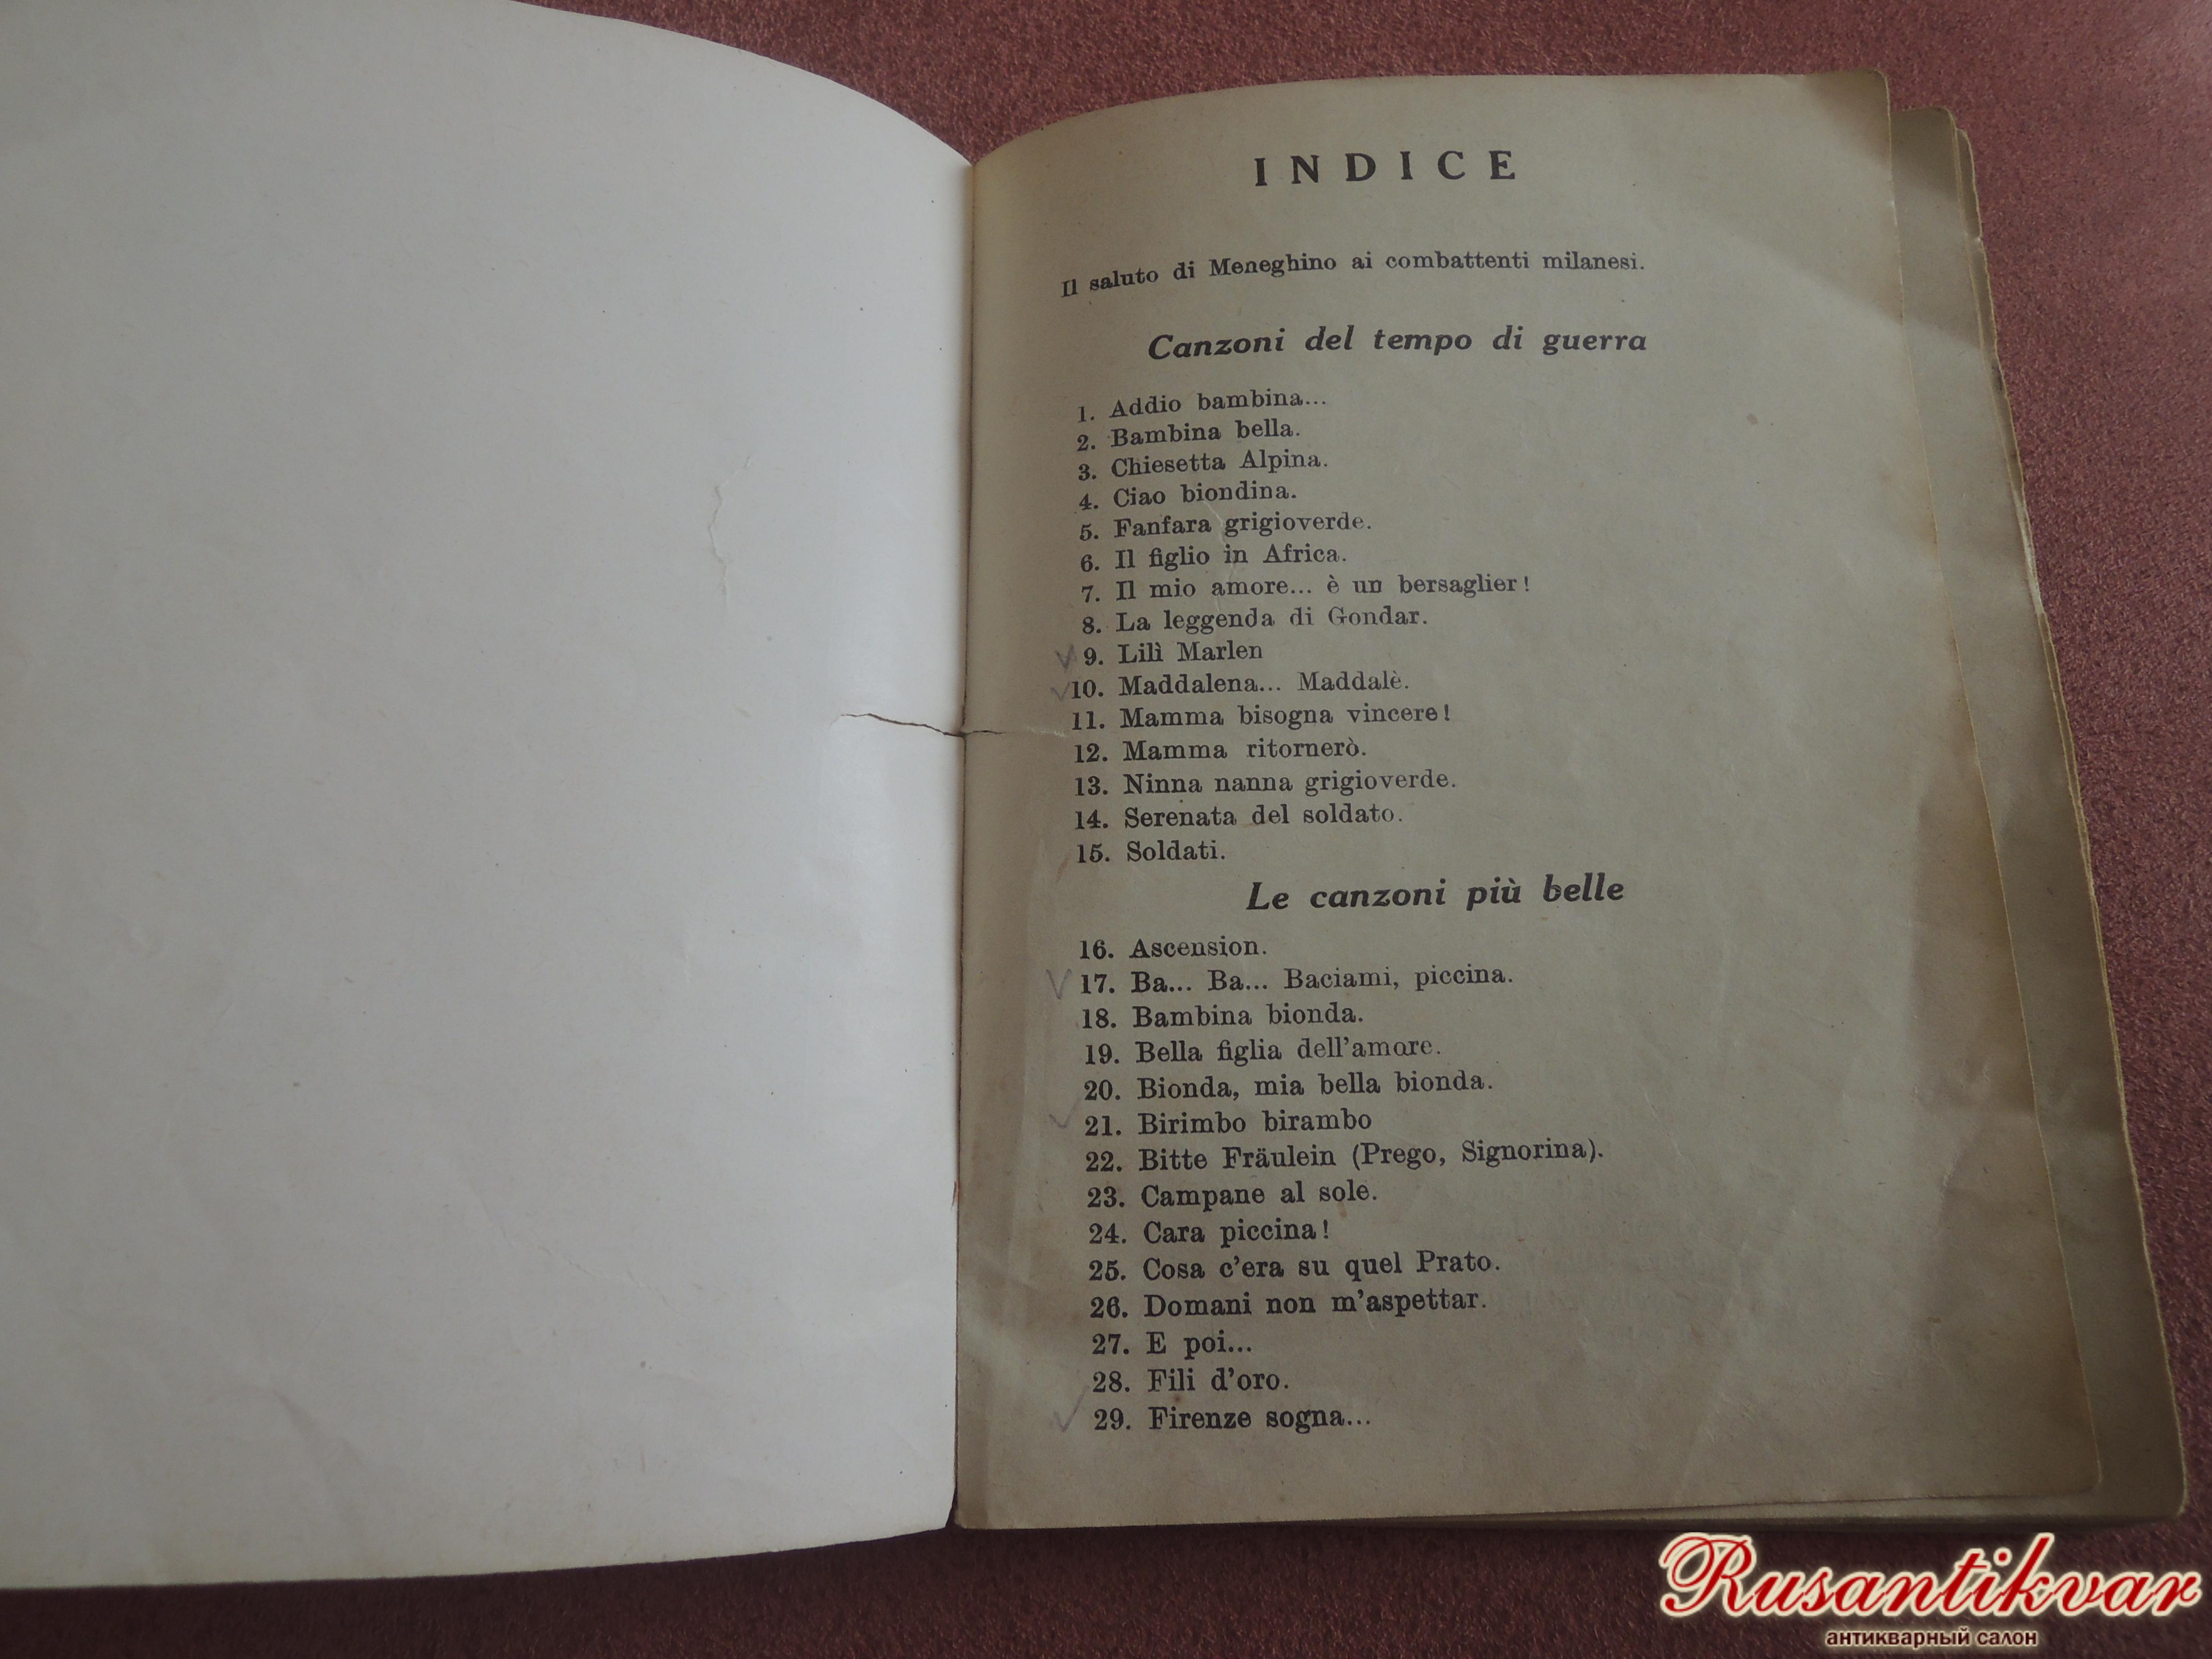 INDICE
Il saluto di Meneghino ai combattenti milanesi.
Canzoni del tempo di guerra
1. Addio bambina...
2. Bambina bella.
3. Chiesetta Alpina.
4. Ciao biondina.
5. Fanfara grigioverde.
6. Il figlio in Africa.
7. Il mio amore... è un bersaglier!
8. La leggenda di Gondar.
9. Lilì Marlen
10. Maddalena... Maddalè.
11. Mamma bisogna vincere!
12. Mamma ritornerò.
13. Ninna nanna grigioverde.
14. Serenata del soldato.
15. Soldati.
Le canzoni più belle
16. Ascension.
17. Ba... Ba... Baciami, piccina.
18. Bambina bionda.
19. Bella figlia dell'amore.
20. Bionda, mia bella bionda.
21. Birimbo birambo
22. Bitte Fräulein (Prego, Signorina).
23. Campane al sole.
24. Cara piccina!
25. Cosa c'era su quel Prato.
26. Domani non m'aspettar.
27. E poi...
28. Fili d'oro.
29. Firenze sogna...
Rusantikvar
антикварный салон